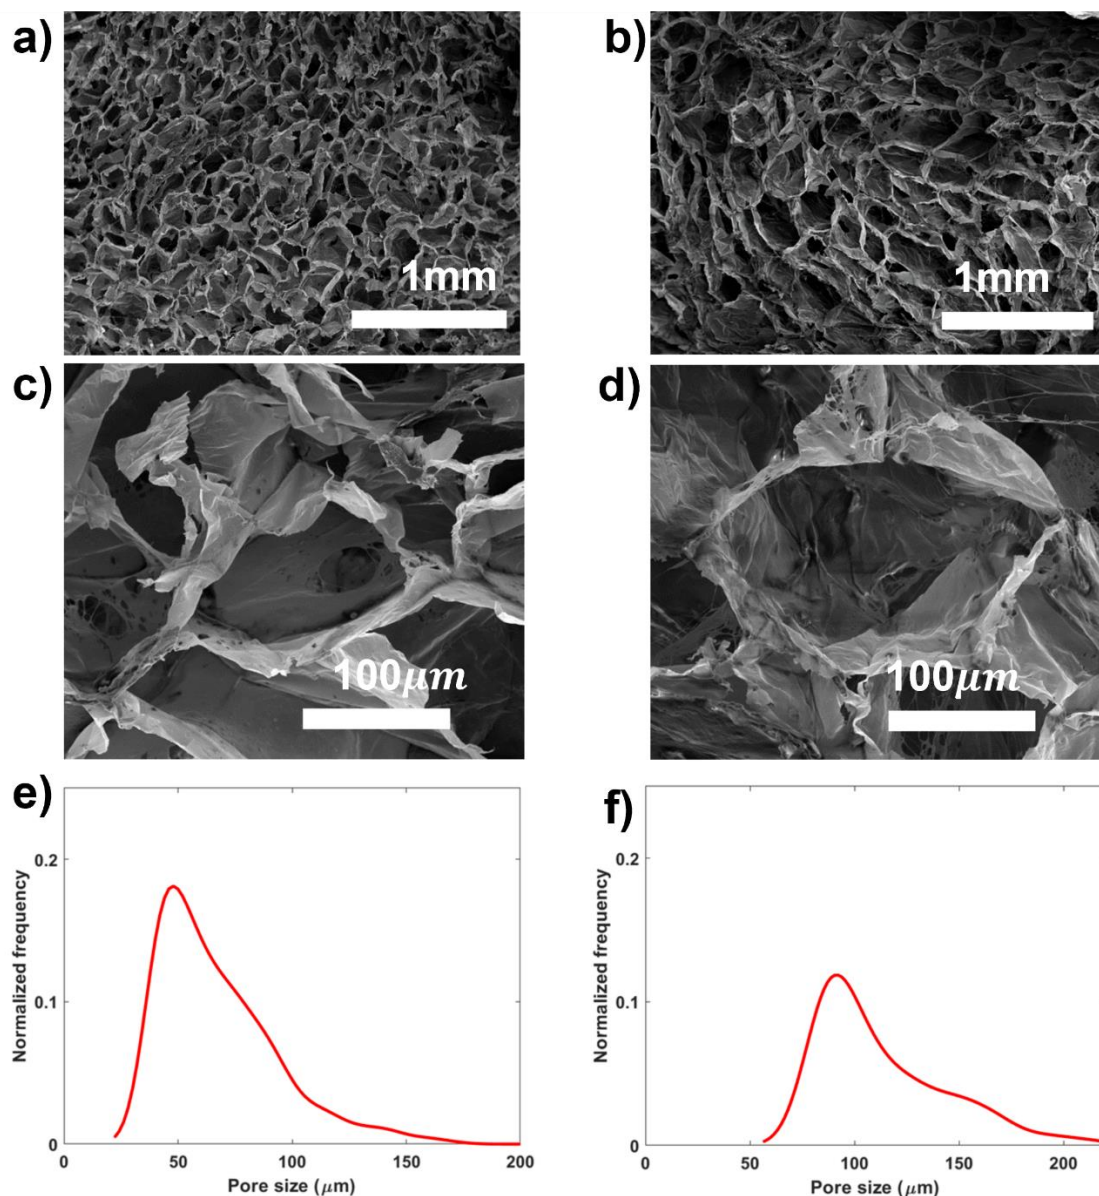 a)
b)
1mm
1mm
c)
d)
100μm
100μm
e)
f)
0.2
0.1
0
Normalized frequency
0 50 100 150 200
Pore size (μm)
0.2
0.1
0
Normalized frequency
0 50 100 150 200
Pore size (μm)